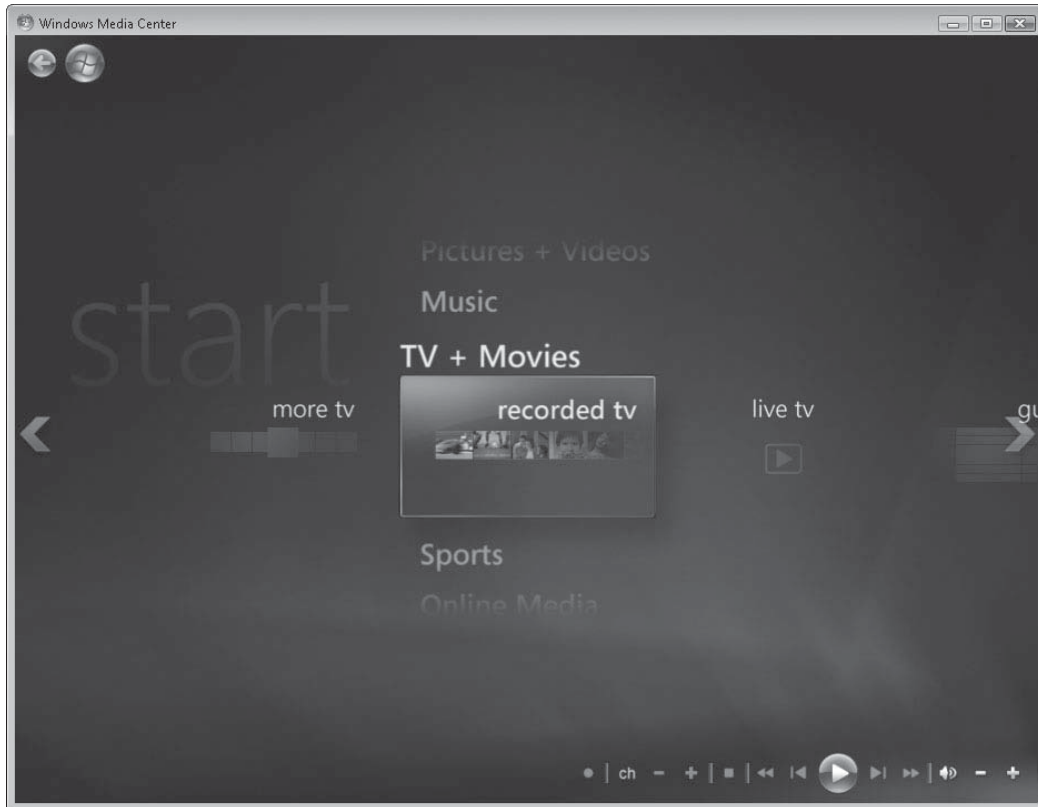 Windows Media Center
start
Pictures + Videos
Music
TV + Movies
more tv
recorded tv
live tv
gu
Sports
Online Media
ch